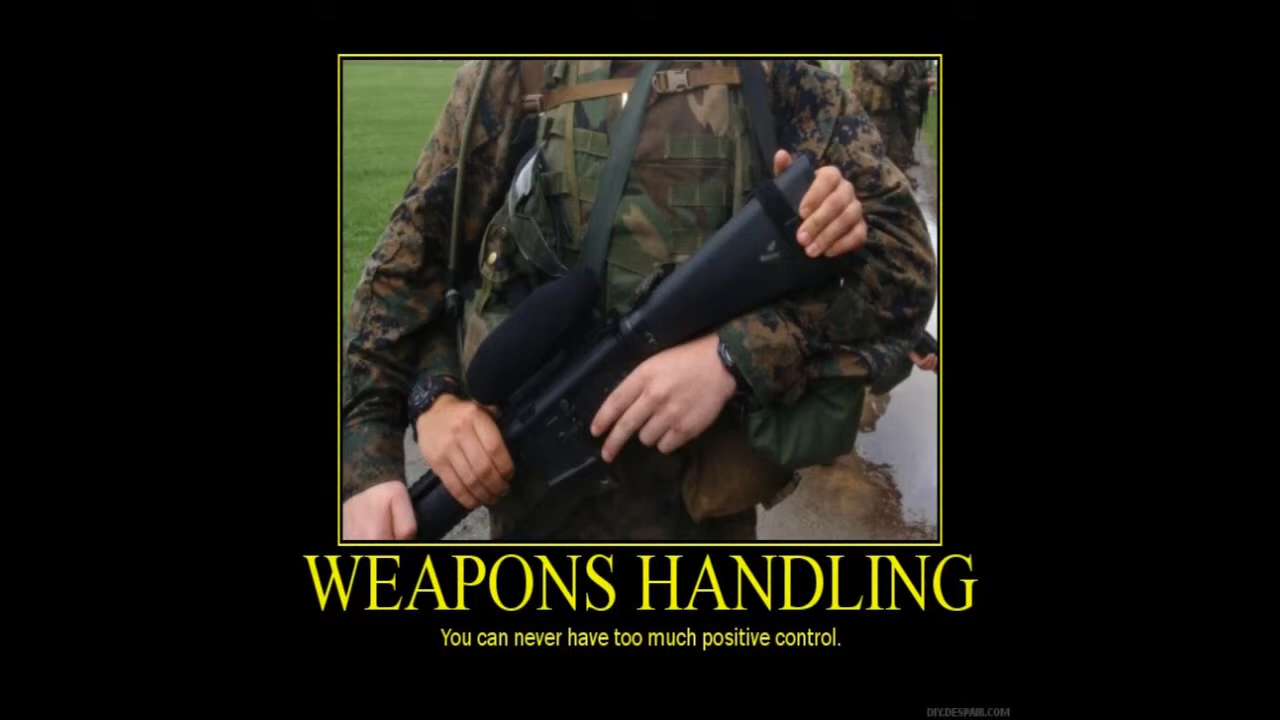 WEAPONS HANDLING
You can never have too much positive control.
DIY.DESPAIR.COM